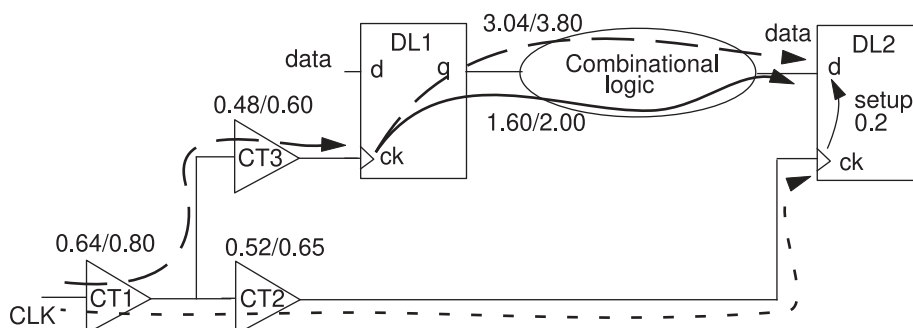 3.04/3.80
DL1
data
DL2
data
d
q
Combinational
logic
d
0.48/0.60
setup
0.2
1.60/2.00
CT3
ck
ck
0.64/0.80
0.52/0.65
CT1
CT2
CLK